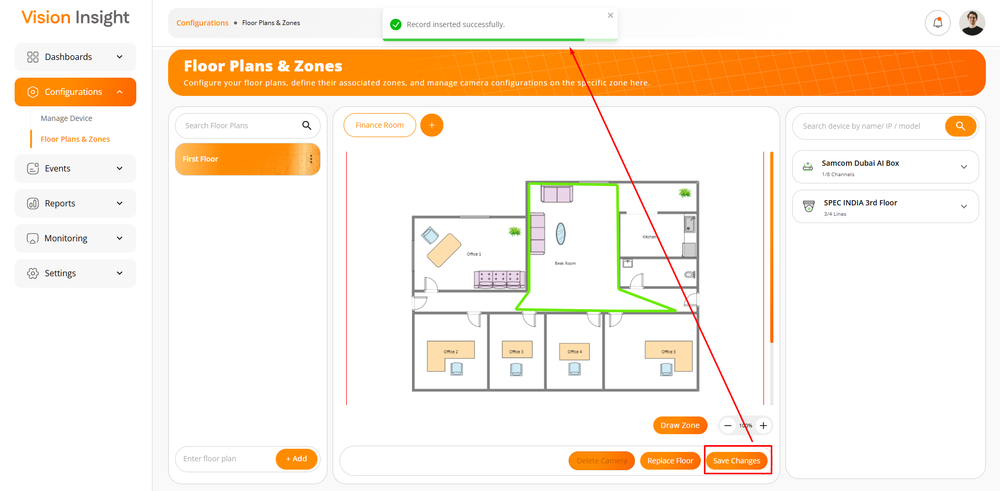 Vision Insight
Configurations • Floor Plans & Zones
Record inserted successfully.
Dashboards
Configurations
Manage Device
Floor Plans & Zones
Events
Reports
Monitoring
Settings
Floor Plans & Zones
Configure your floor plans, define their associated zones, and manage camera configurations on the specific zone here.
Search Floor Plans
First Floor
Enter floor plan
+ Add
Finance Room
+
Office 1
Beak Room
Kitchen
Office 2
Office 3
Office 4
Office 5
Draw Zone
100%
Delete Camera
Replace Floor
Save Changes
Search device by name/ IP / model
Samcom Dubai AI Box
1/8 Channels
SPEC INDIA 3rd Floor
3/4 Lines